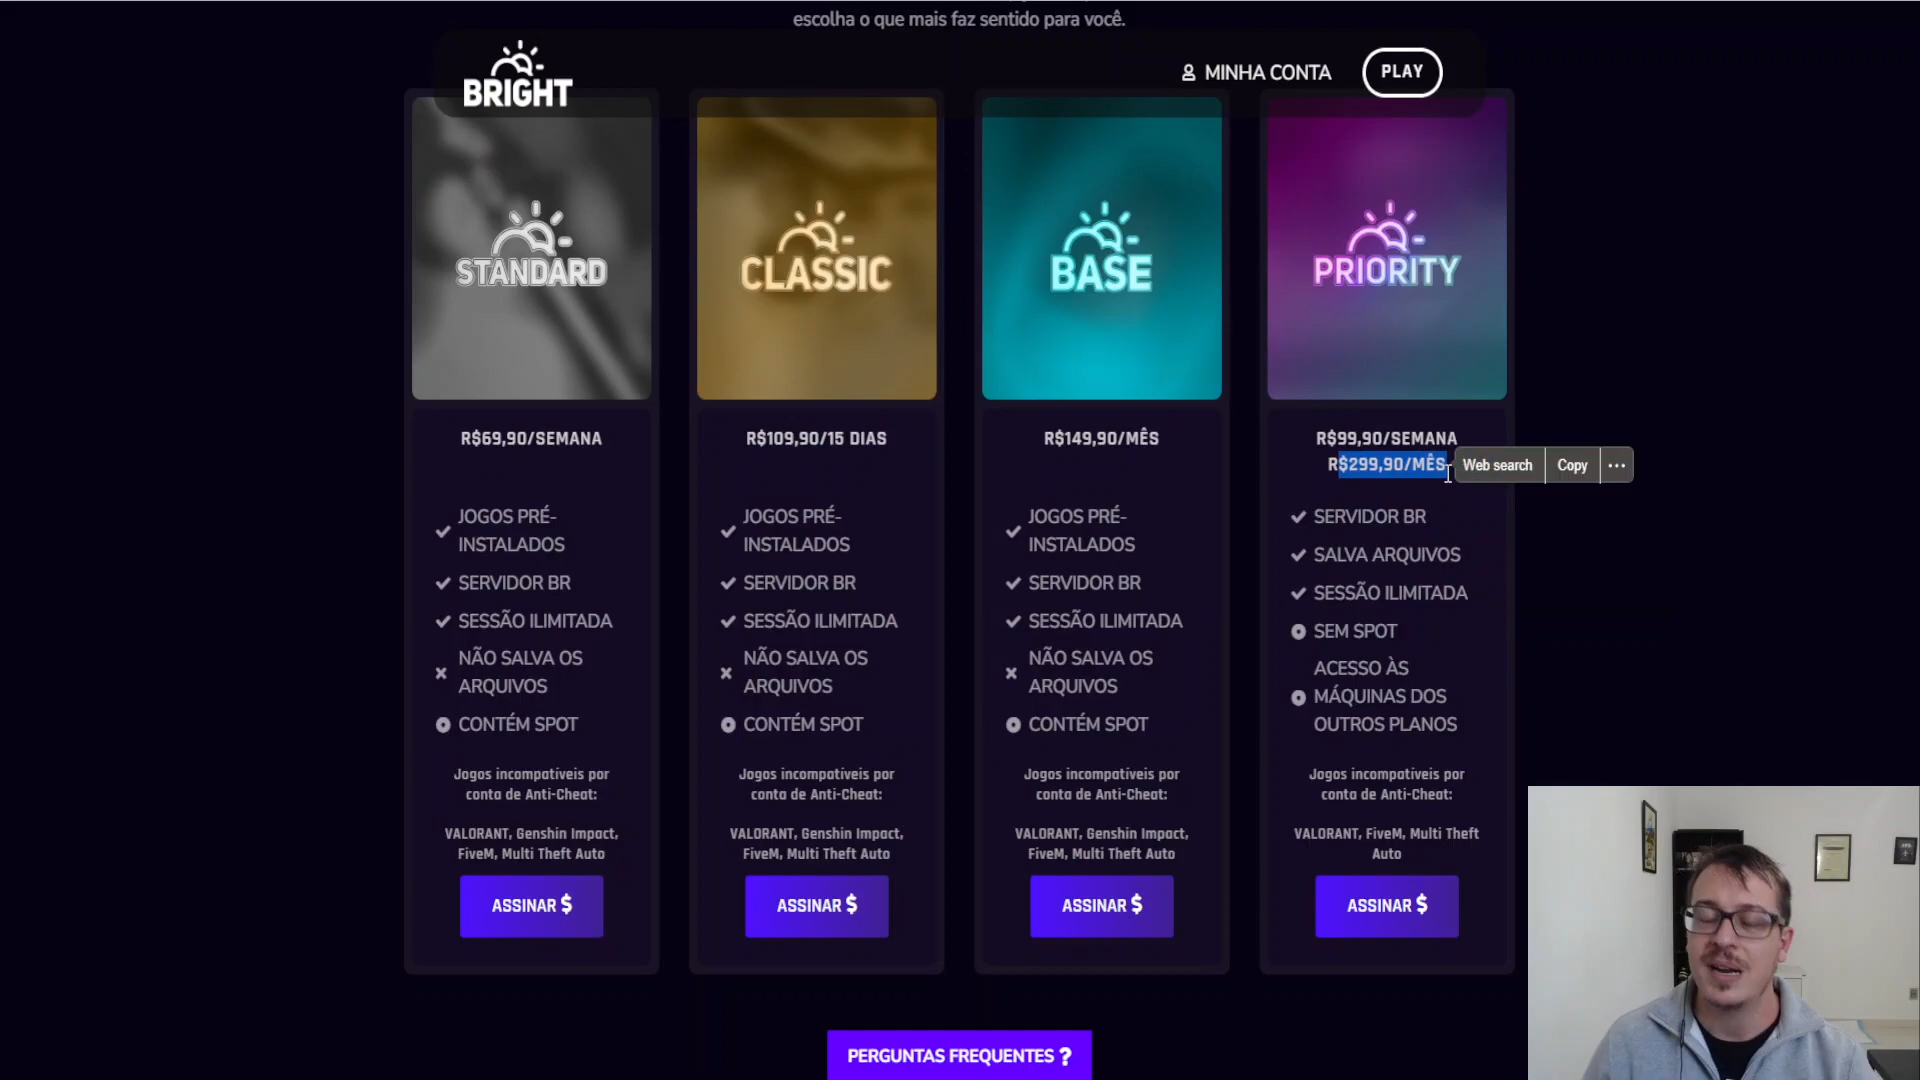 escolha o que mais faz sentido para você.
BRIGHT
MINHA CONTA
PLAY
STANDARD
R$69,90/SEMANA
JOGOS PRÉ-
INSTALADOS
SERVIDOR BR
SESSÃO ILIMITADA
NÃO SALVA OS
ARQUIVOS
CONTÉM SPOT
Jogos incompatíveis por
conta de Anti-Cheat:
VALORANT, Genshin Impact,
FiveM, Multi Theft Auto
ASSINAR $
CLASSIC
R$109,90/15 DIAS
JOGOS PRÉ-
INSTALADOS
SERVIDOR BR
SESSÃO ILIMITADA
NÃO SALVA OS
ARQUIVOS
CONTÉM SPOT
Jogos incompatíveis por
conta de Anti-Cheat:
VALORANT, Genshin Impact,
FiveM, Multi Theft Auto
ASSINAR $
BASE
R$149,90/MÊS
JOGOS PRÉ-
INSTALADOS
SERVIDOR BR
SESSÃO ILIMITADA
NÃO SALVA OS
ARQUIVOS
CONTÉM SPOT
Jogos incompatíveis por
conta de Anti-Cheat:
VALORANT, Genshin Impact,
FiveM, Multi Theft Auto
ASSINAR $
PRIORITY
R$99,90/SEMANA
R$299,90/MÊS
Web search
Copy
SERVIDOR BR
SALVA ARQUIVOS
SESSÃO ILIMITADA
SEM SPOT
ACESSO ÀS
MÁQUINAS DOS
OUTROS PLANOS
Jogos incompatíveis por
conta de Anti-Cheat:
VALORANT, FiveM, Multi Theft
Auto
ASSINAR $
PERGUNTAS FREQUENTES ?